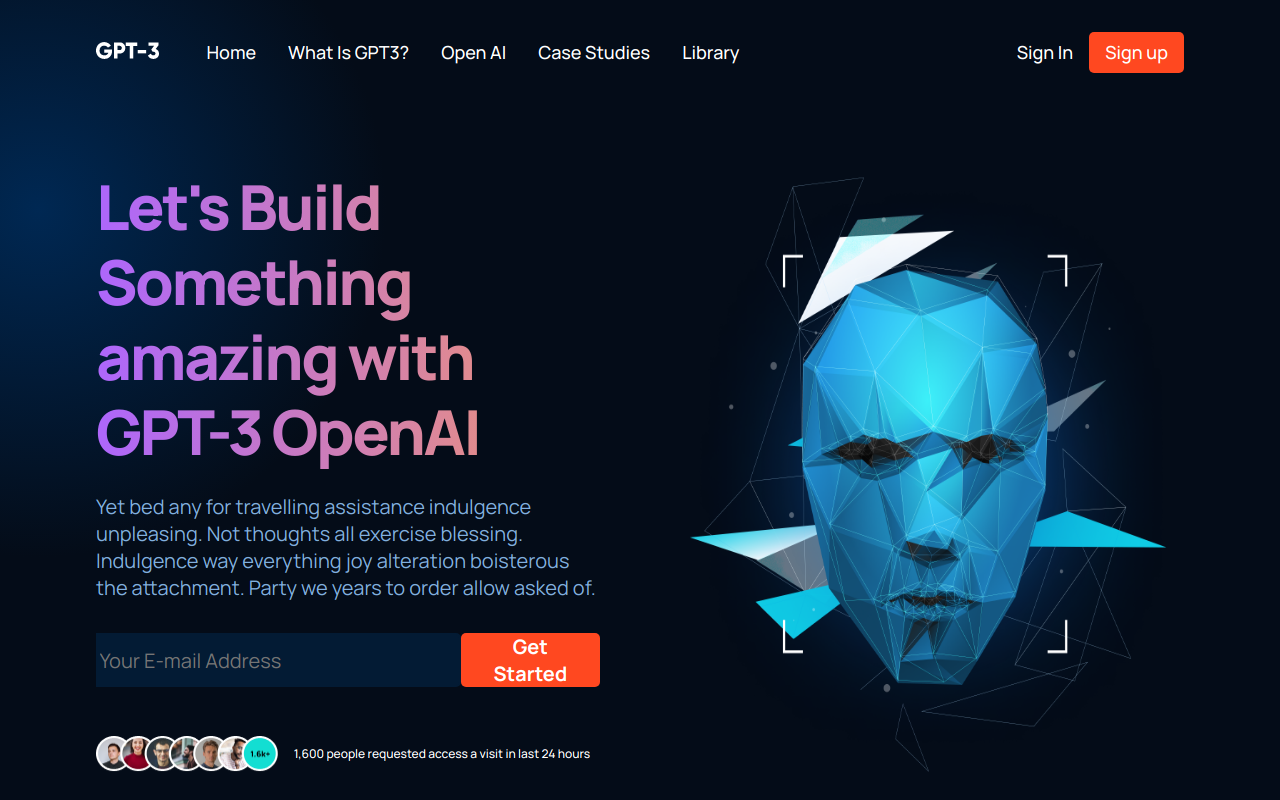 GPT-3 Home What Is GPT3? Open AI Case Studies Library Sign In Sign up
Let's Build
Something
amazing with
GPT-3 OpenAI
Yet bed any for travelling assistance indulgence
unpleasing. Not thoughts all exercise blessing.
Indulgence way everything joy alteration boisterous
the attachment. Party we years to order allow asked of.
Your E-mail Address
Get
Started
1.6k+
1,600 people requested access a visit in last 24 hours